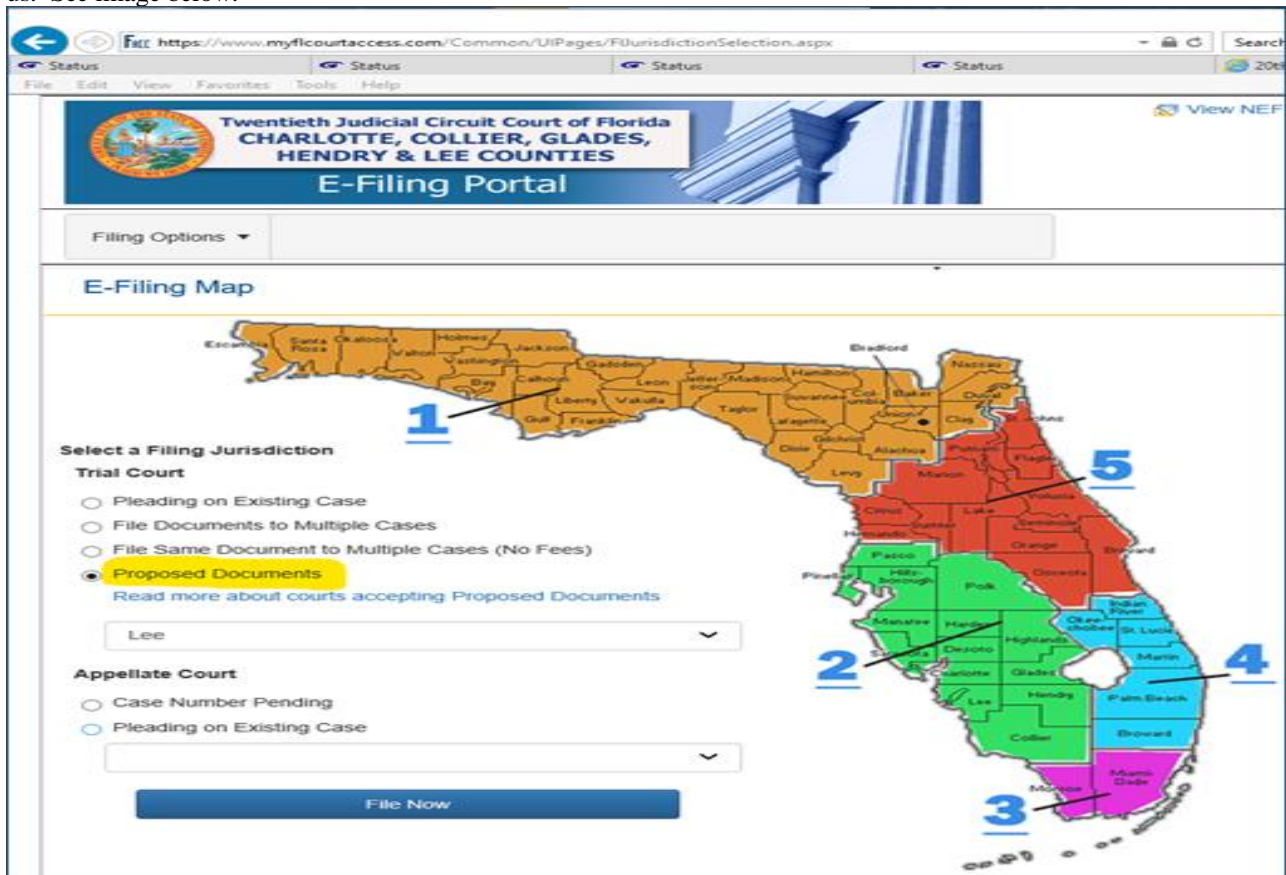 us. See image below.
https://www.myflcourtaccess.com/Common/UIPages/FlJurisdictionSelection.aspx
Search
Status
Status
Status
Status
20th
File Edit View Favorites Tools Help
Twentieth Judicial Circuit Court of Florida
CHARLOTTE, COLLIER, GLADES,
HENDRY & LEE COUNTIES
E-Filing Portal
View NEF
Filing Options
E-Filing Map
Select a Filing Jurisdiction
Trial Court
Pleading on Existing Case
File Documents to Multiple Cases
File Same Document to Multiple Cases (No Fees)
Proposed Documents
Read more about courts accepting Proposed Documents
Lee
Appellate Court
Case Number Pending
Pleading on Existing Case
File Now
Escambia
Santa Rosa
Okaloosa
Walton
Holmes
Washington
Jackson
Bay
Calhoun
Gulf
Liberty
Gadsden
Franklin
Leon
Wakulla
Jefferson
Madison
Taylor
Hamilton
Suwannee
Lafayette
Dixie
Columbia
Gilchrist
Levy
Baker
Union
Bradford
Alachua
Nassau
Duval
Clay
1
St. Johns
Putnam
Flagler
Marion
Volusia
Citrus
Sumter
Lake
Hernando
Seminole
Orange
Brevard
Osceola
5
Pasco
Pinellas
Hills-
borough
Polk
Manatee
Hardee
Highlands
Sarasota
Desoto
Charlotte
Glades
Lee
Hendry
Collier
2
Indian
River
Okee-
chobee
St. Lucie
Martin
Palm Beach
Broward
4
Monroe
Miami-
Dade
3